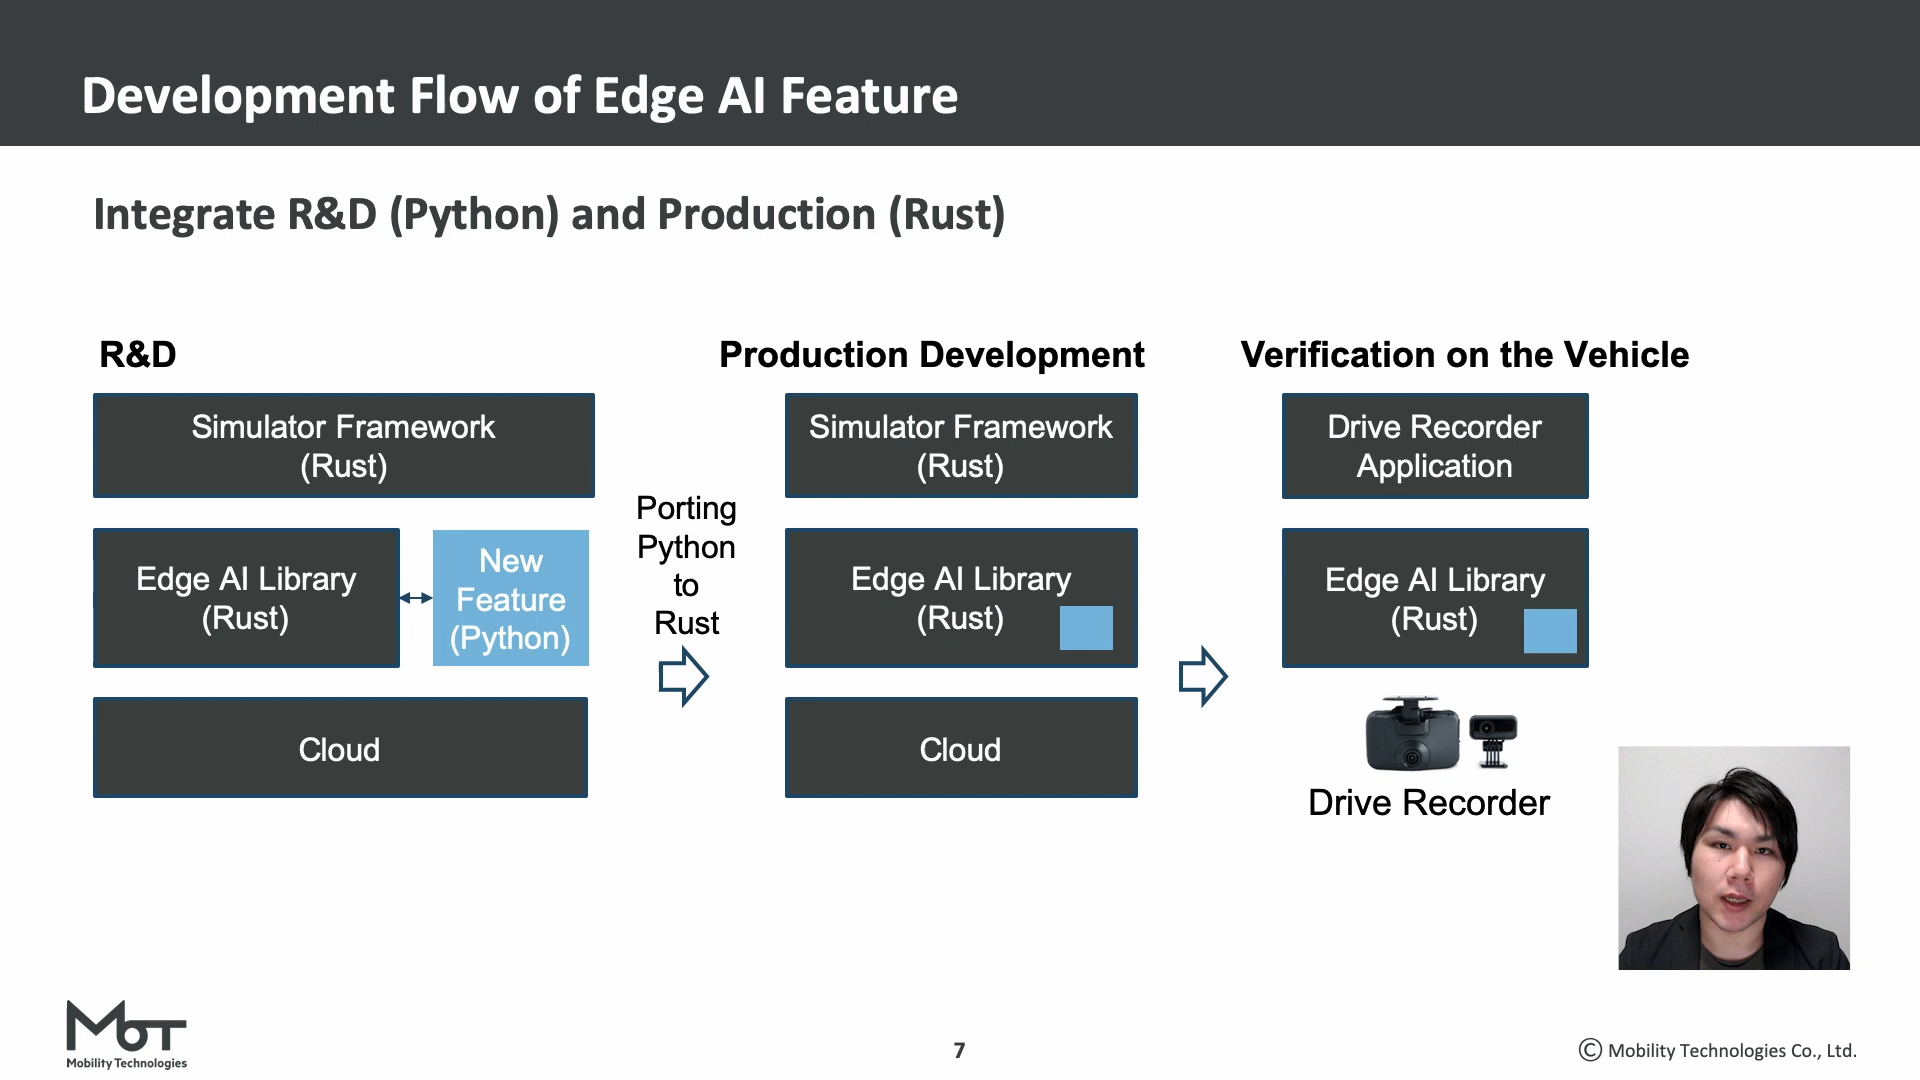 Development Flow of Edge AI Feature
Integrate R&D (Python) and Production (Rust)
R&D
Simulator Framework
(Rust)
Edge AI Library
(Rust)
New
Feature
(Python)
Cloud
Porting
Python
to
Rust
Production Development
Simulator Framework
(Rust)
Edge AI Library
(Rust)
Cloud
Verification on the Vehicle
Drive Recorder
Application
Edge AI Library
(Rust)
Drive Recorder
MoT
Mobility Technologies
7
© Mobility Technologies Co., Ltd.